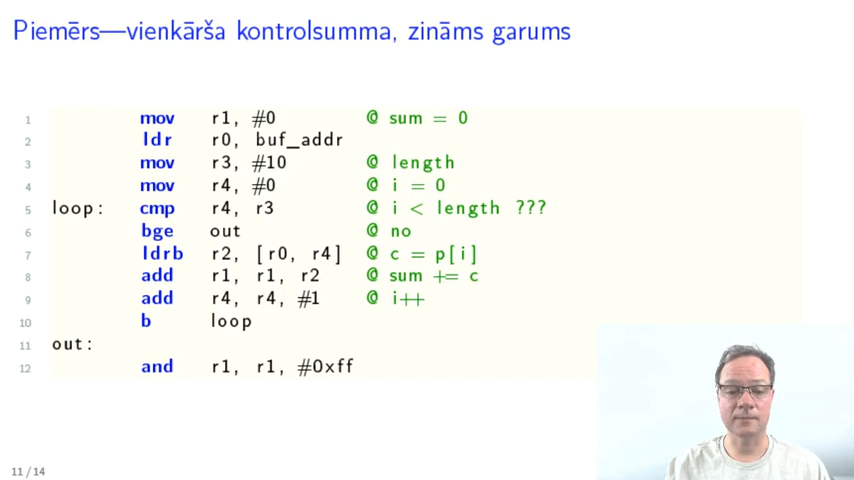 Piemērs—vienkārša kontrolsumma, zināms garums
1 mov r1, #0 @ sum = 0
2 ldr r0, buf_addr
3 mov r3, #10 @ length
4 mov r4, #0 @ i = 0
5 loop: cmp r4, r3 @ i < length ???
6 bge out @ no
7 ldrb r2, [r0, r4] @ c = p[i]
8 add r1, r1, r2 @ sum += c
9 add r4, r4, #1 @ i++
10 b loop
11 out:
12 and r1, r1, #0xff
11 / 14